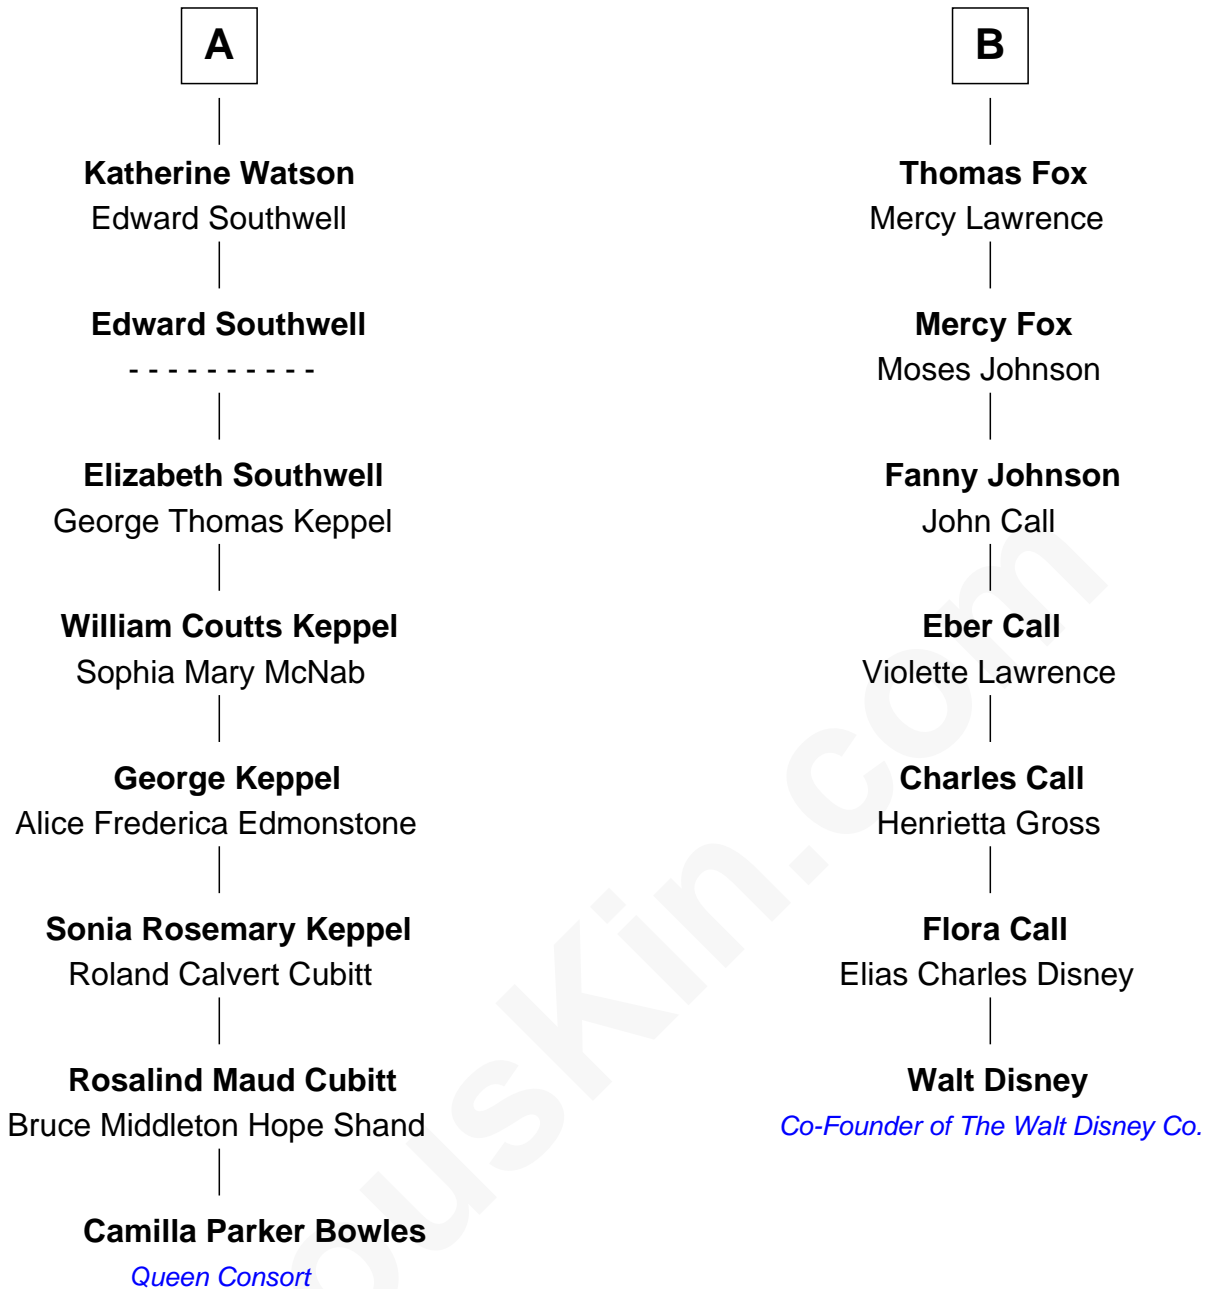 A
Katherine Watson
Edward Southwell
Edward Southwell
- - - - - - - - - -
Elizabeth Southwell
George Thomas Keppel
William Coutts Keppel
Sophia Mary McNab
George Keppel
Alice Frederica Edmonstone
Sonia Rosemary Keppel
Roland Calvert Cubitt
Rosalind Maud Cubitt
Bruce Middleton Hope Shand
Camilla Parker Bowles
Queen Consort
B
Thomas Fox
Mercy Lawrence
Mercy Fox
Moses Johnson
Fanny Johnson
John Call
Eber Call
Violette Lawrence
Charles Call
Henrietta Gross
Flora Call
Elias Charles Disney
Walt Disney
Co-Founder of The Walt Disney Co.
ousKin.com